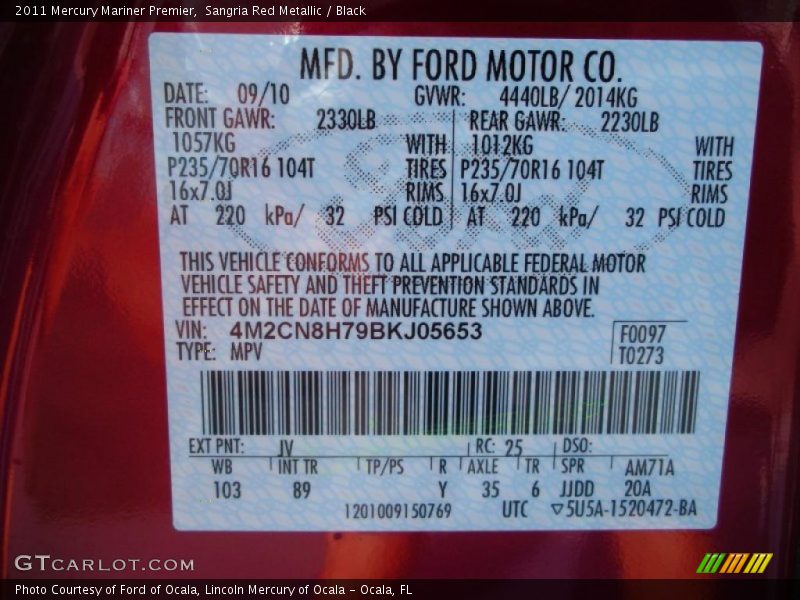 2011 Mercury Mariner Premier,  Sangria Red Metallic / Black
MFD. BY FORD MOTOR CO.
DATE: 09/10 GVWR: 4440LB/ 2014KG
FRONT GAWR: 2330LB REAR GAWR: 2230LB
1057KG WITH 1012KG WITH
P235/70R16 104T TIRES P235/70R16 104T TIRES
16x7.0J RIMS 16x7.0J RIMS
AT 220 kPa/ 32 PSI COLD AT 220 kPa/ 32 PSI COLD
THIS VEHICLE CONFORMS TO ALL APPLICABLE FEDERAL MOTOR
VEHICLE SAFETY AND THEFT PREVENTION STANDARDS IN
EFFECT ON THE DATE OF MANUFACTURE SHOWN ABOVE.
VIN: 4M2CN8H79BKJ05653 F0097
TYPE: MPV T0273
EXT PNT: JV RC: 25 DSO:
WB INT TR TP/PS R AXLE TR SPR AM71A
103 89 Y 35 6 JJDD 20A
1201009150769 UTC ▽5U5A-1520472-BA
GTCARLOT.COM
Photo Courtesy of Ford of Ocala, Lincoln Mercury of Ocala - Ocala, FL